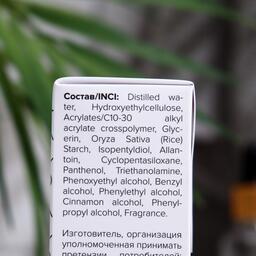 Состав/INCI: Distilled wa-
ter, Hydroxyethylcellulose,
Acrylates/C10-30 alkyl
acrylate crosspolymer, Glyc-
erin, Oryza Sativa (Rice)
Starch, Isopentyldiol, Allan-
toin, Cyclopentasiloxane,
Panthenol, Triethanolamine,
Phenoxyethyl alcohol, Benzyl
alcohol, Phenylethyl alcohol,
Cinnamon alcohol, Phenyl-
propyl alcohol, Fragrance.
Изготовитель, организация
уполномоченная принимать
претензии потребителей: